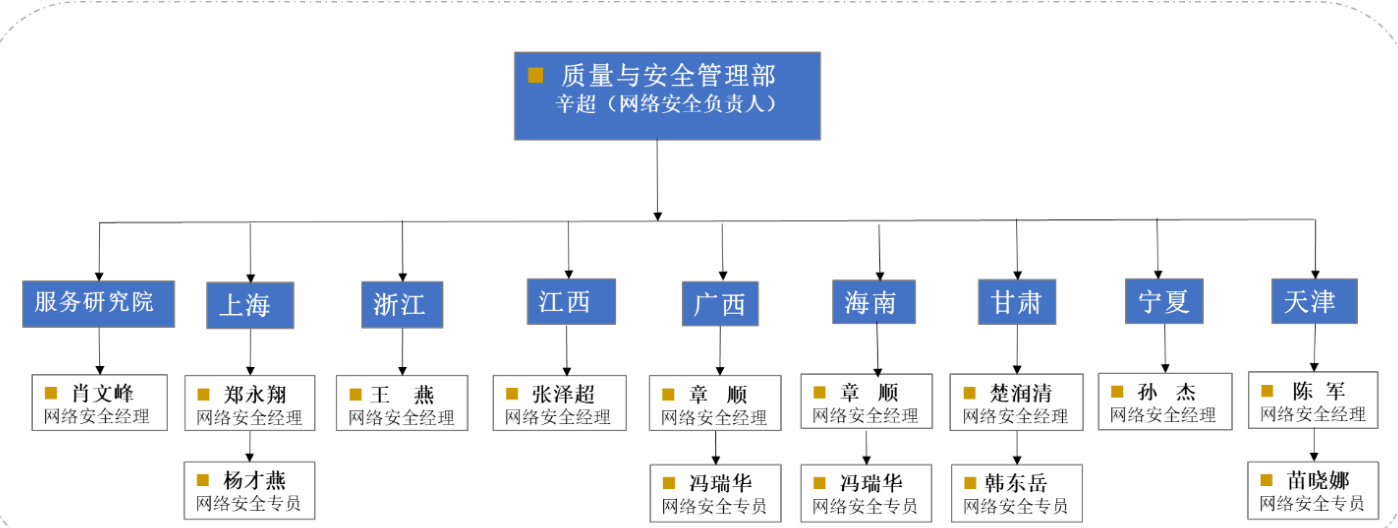 质量与安全管理部
辛超（网络安全负责人）
服务研究院
上海
浙江
江西
广西
海南
甘肃
宁夏
天津
肖文峰
网络安全经理
郑永翔
网络安全经理
王 燕
网络安全经理
张泽超
网络安全经理
章 顺
网络安全经理
章 顺
网络安全经理
楚润清
网络安全经理
孙 杰
网络安全经理
陈 军
网络安全经理
杨才燕
网络安全专员
冯瑞华
网络安全专员
冯瑞华
网络安全专员
韩东岳
网络安全专员
苗晓娜
网络安全专员